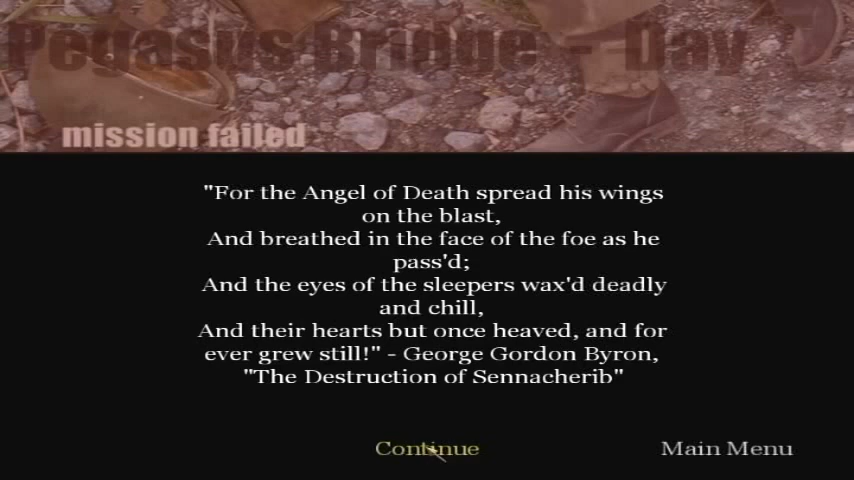 Pegasus Bridge - Day
mission failed
"For the Angel of Death spread his wings
on the blast,
And breathed in the face of the foe as he
pass'd;
And the eyes of the sleepers wax'd deadly
and chill,
And their hearts but once heaved, and for
ever grew still!" - George Gordon Byron,
"The Destruction of Sennacherib"
Continue
Main Menu